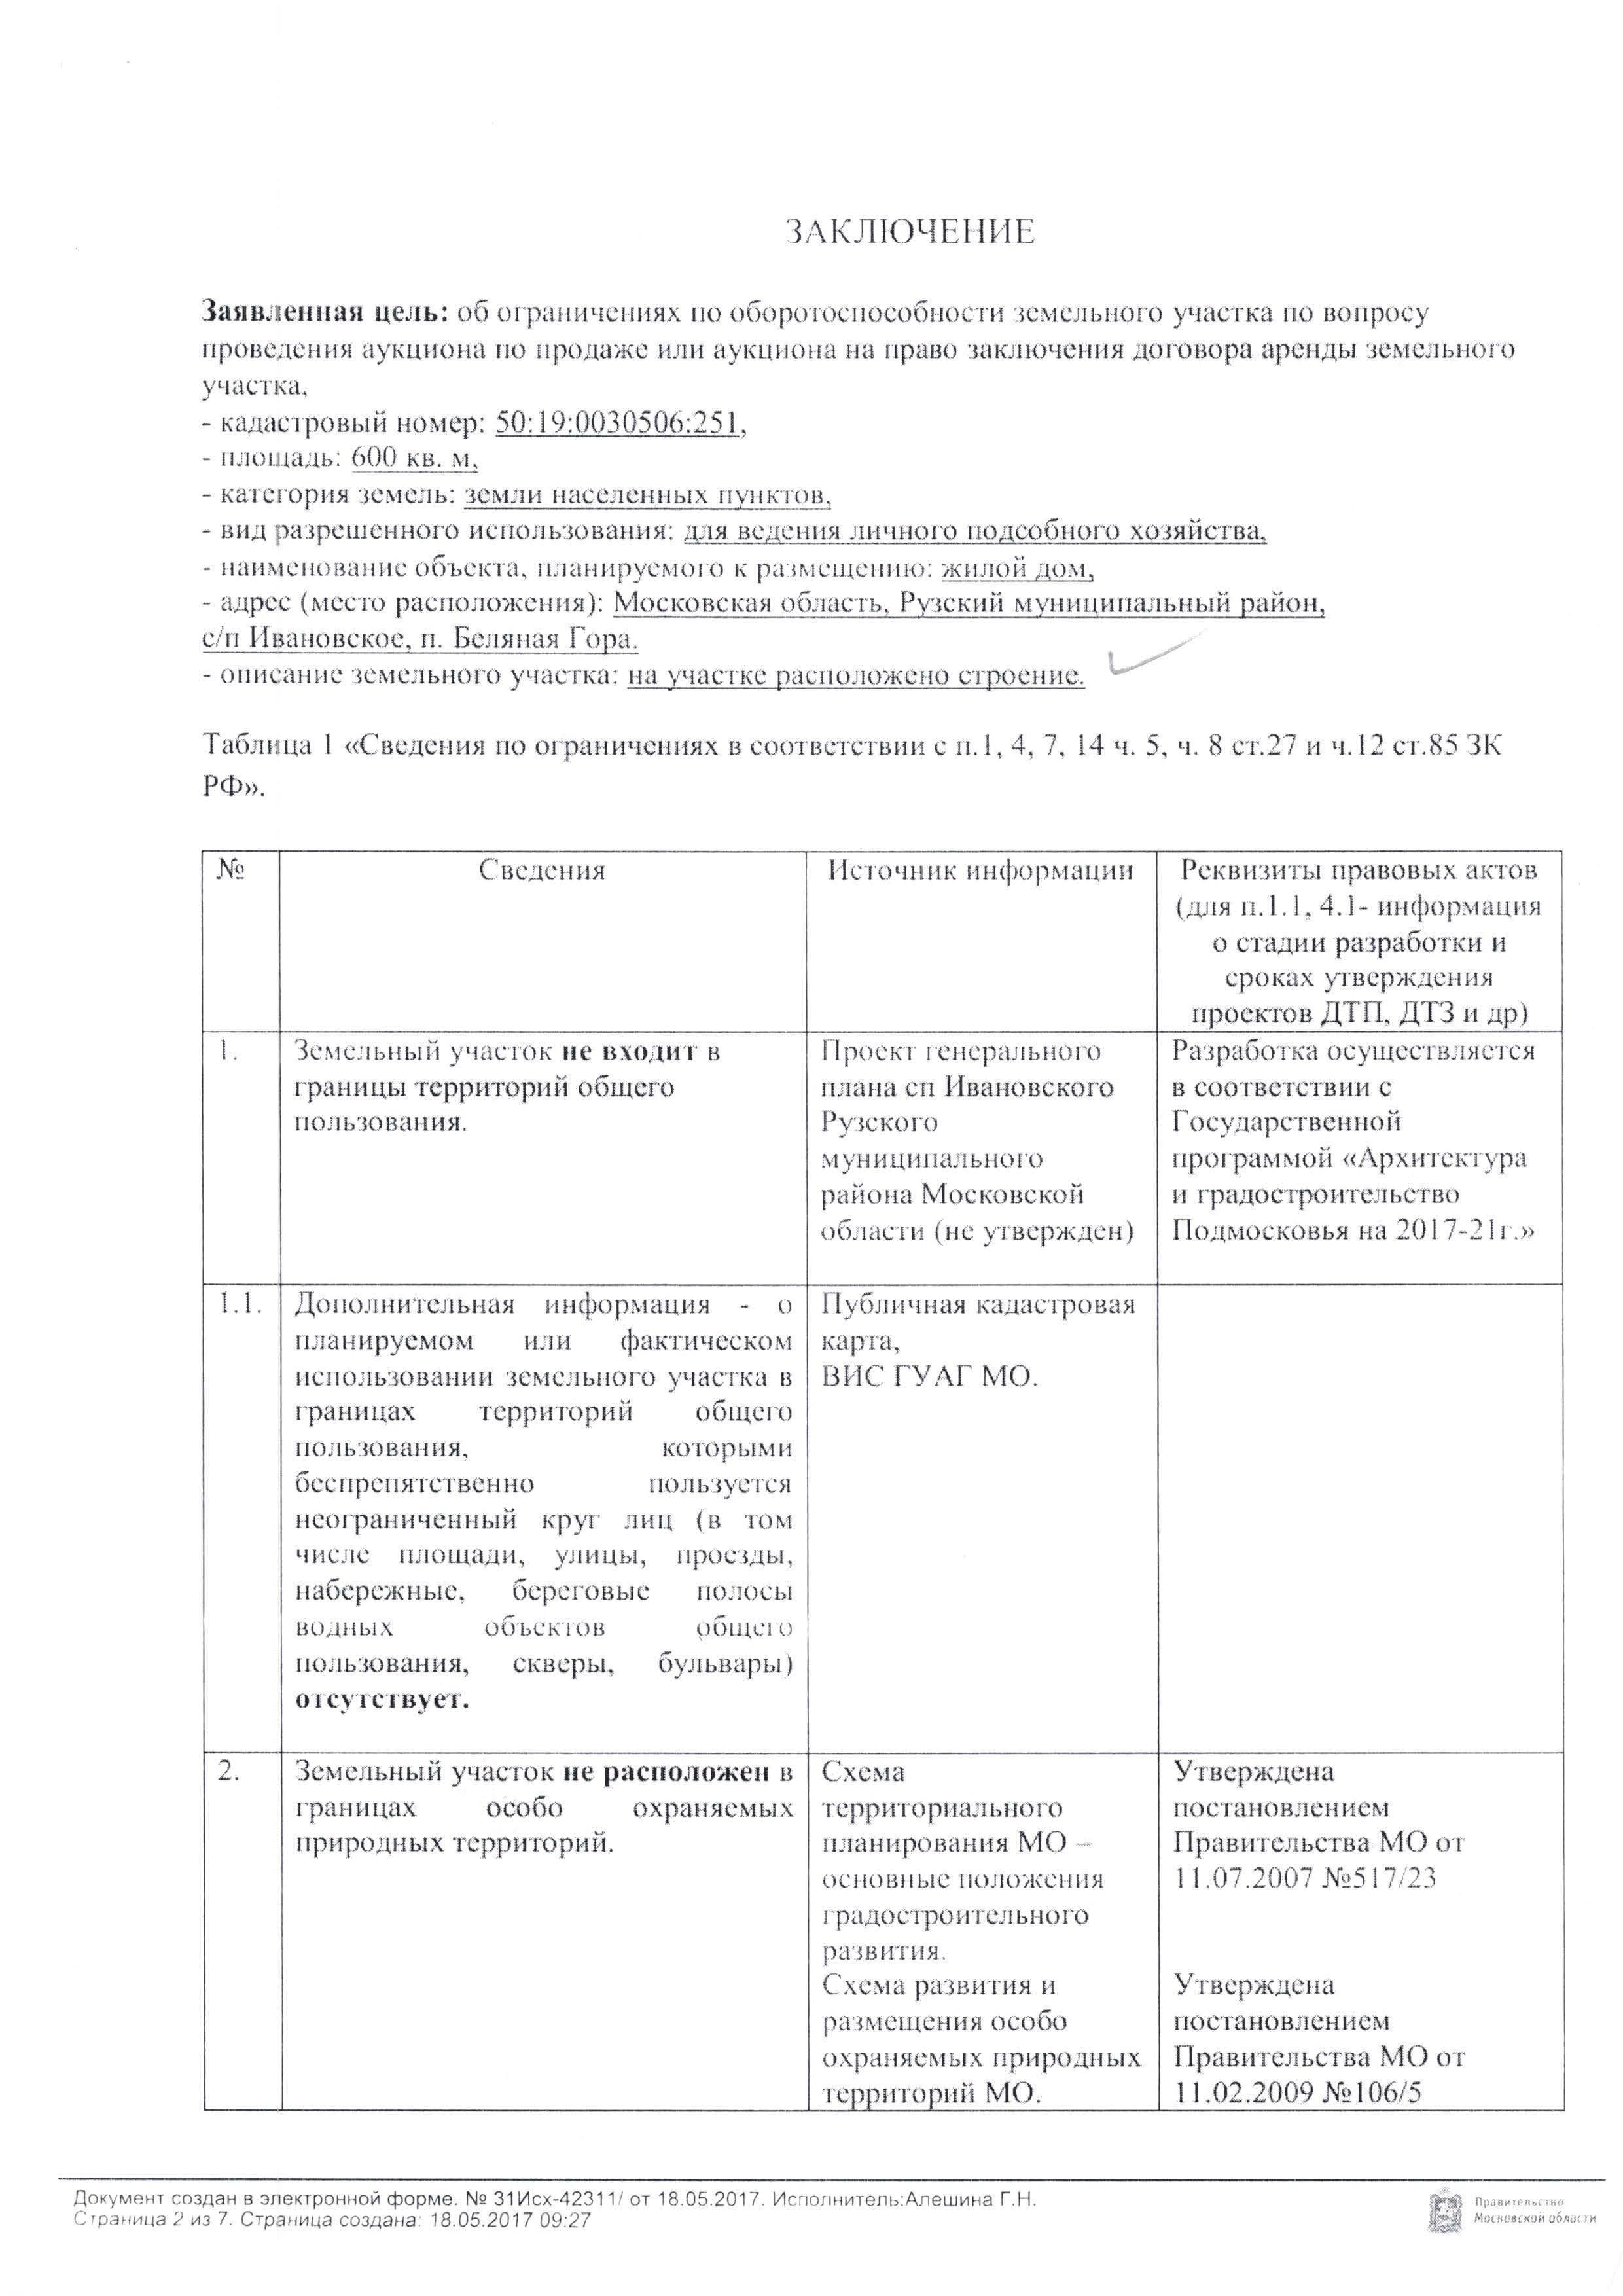 ЗАКЛЮЧЕНИЕ
Заявленная цель: об ограничениях по оборотоспособности земельного участка по вопросу
проведения аукциона по продаже или аукциона на право заключения договора аренды земельного
участка,
- кадастровый номер: 50:19:0030506:251,
- площадь: 600 кв. м,
- категория земель: земли населенных пунктов,
- вид разрешенного использования: для ведения личного подсобного хозяйства,
- наименование объекта, планируемого к размещению: жилой дом,
- адрес (место расположения): Московская область, Рузский муниципальный район,
с/п Ивановское, п. Беляная Гора.
- описание земельного участка: на участке расположено строение.
Таблица 1 «Сведения по ограничениях в соответствии с п.1, 4, 7, 14 ч. 5, ч. 8 ст.27 и ч.12 ст.85 ЗК
РФ».
№
Сведения
Источник информации
Реквизиты правовых актов
(для п.1.1, 4.1- информация
о стадии разработки и
сроках утверждения
проектов ДТП, ДТЗ и др)
1.
Земельный участок не входит в
границы территорий общего
пользования.
Проект генерального
плана сп Ивановского
Рузского
муниципального
района Московской
области (не утвержден)
Разработка осуществляется
в соответствии с
Государственной
программой «Архитектура
и градостроительство
Подмосковья на 2017-21г.»
1.1.
Дополнительная информация - о
планируемом или фактическом
использовании земельного участка в
границах территорий общего
пользования, которыми
беспрепятственно пользуется
неограниченный круг лиц (в том
числе площади, улицы, проезды,
набережные, береговые полосы
водных объектов общего
пользования, скверы, бульвары)
отсутствует.
Публичная кадастровая
карта,
ВИС ГУАГ МО.
2.
Земельный участок не расположен в
границах особо охраняемых
природных территорий.
Схема
территориального
планирования МО –
основные положения
градостроительного
развития.
Схема развития и
размещения особо
охраняемых природных
территорий МО.
Утверждена
постановлением
Правительства МО от
11.07.2007 №517/23
Утверждена
постановлением
Правительства МО от
11.02.2009 №106/5
Документ создан в электронной форме. № 31Исх-42311/ от 18.05.2017. Исполнитель:Алешина Г.Н.
Страница 2 из 7. Страница создана: 18.05.2017 09:27
Правительство
Московской области